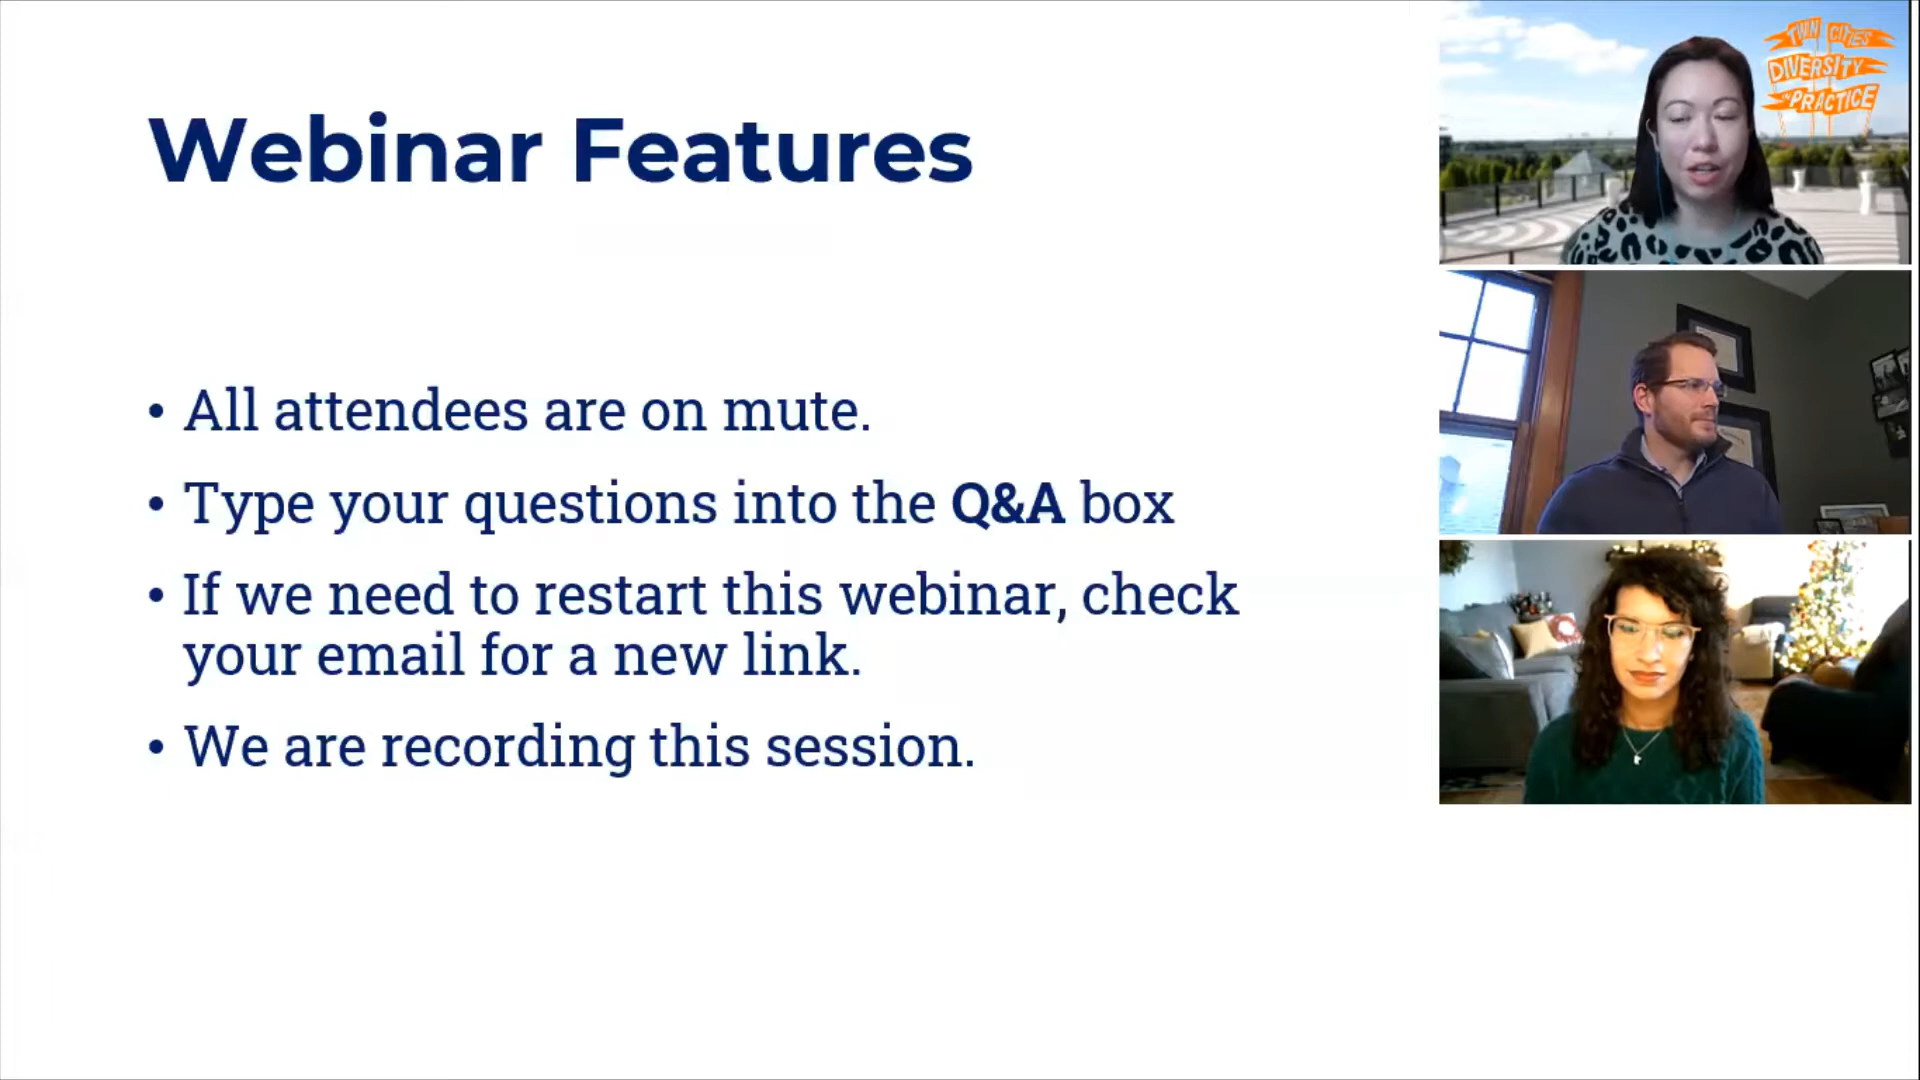 Webinar Features
• All attendees are on mute.
• Type your questions into the Q&A box
• If we need to restart this webinar, check
your email for a new link.
• We are recording this session.
TWIN CITIES
DIVERSITY
IN PRACTICE